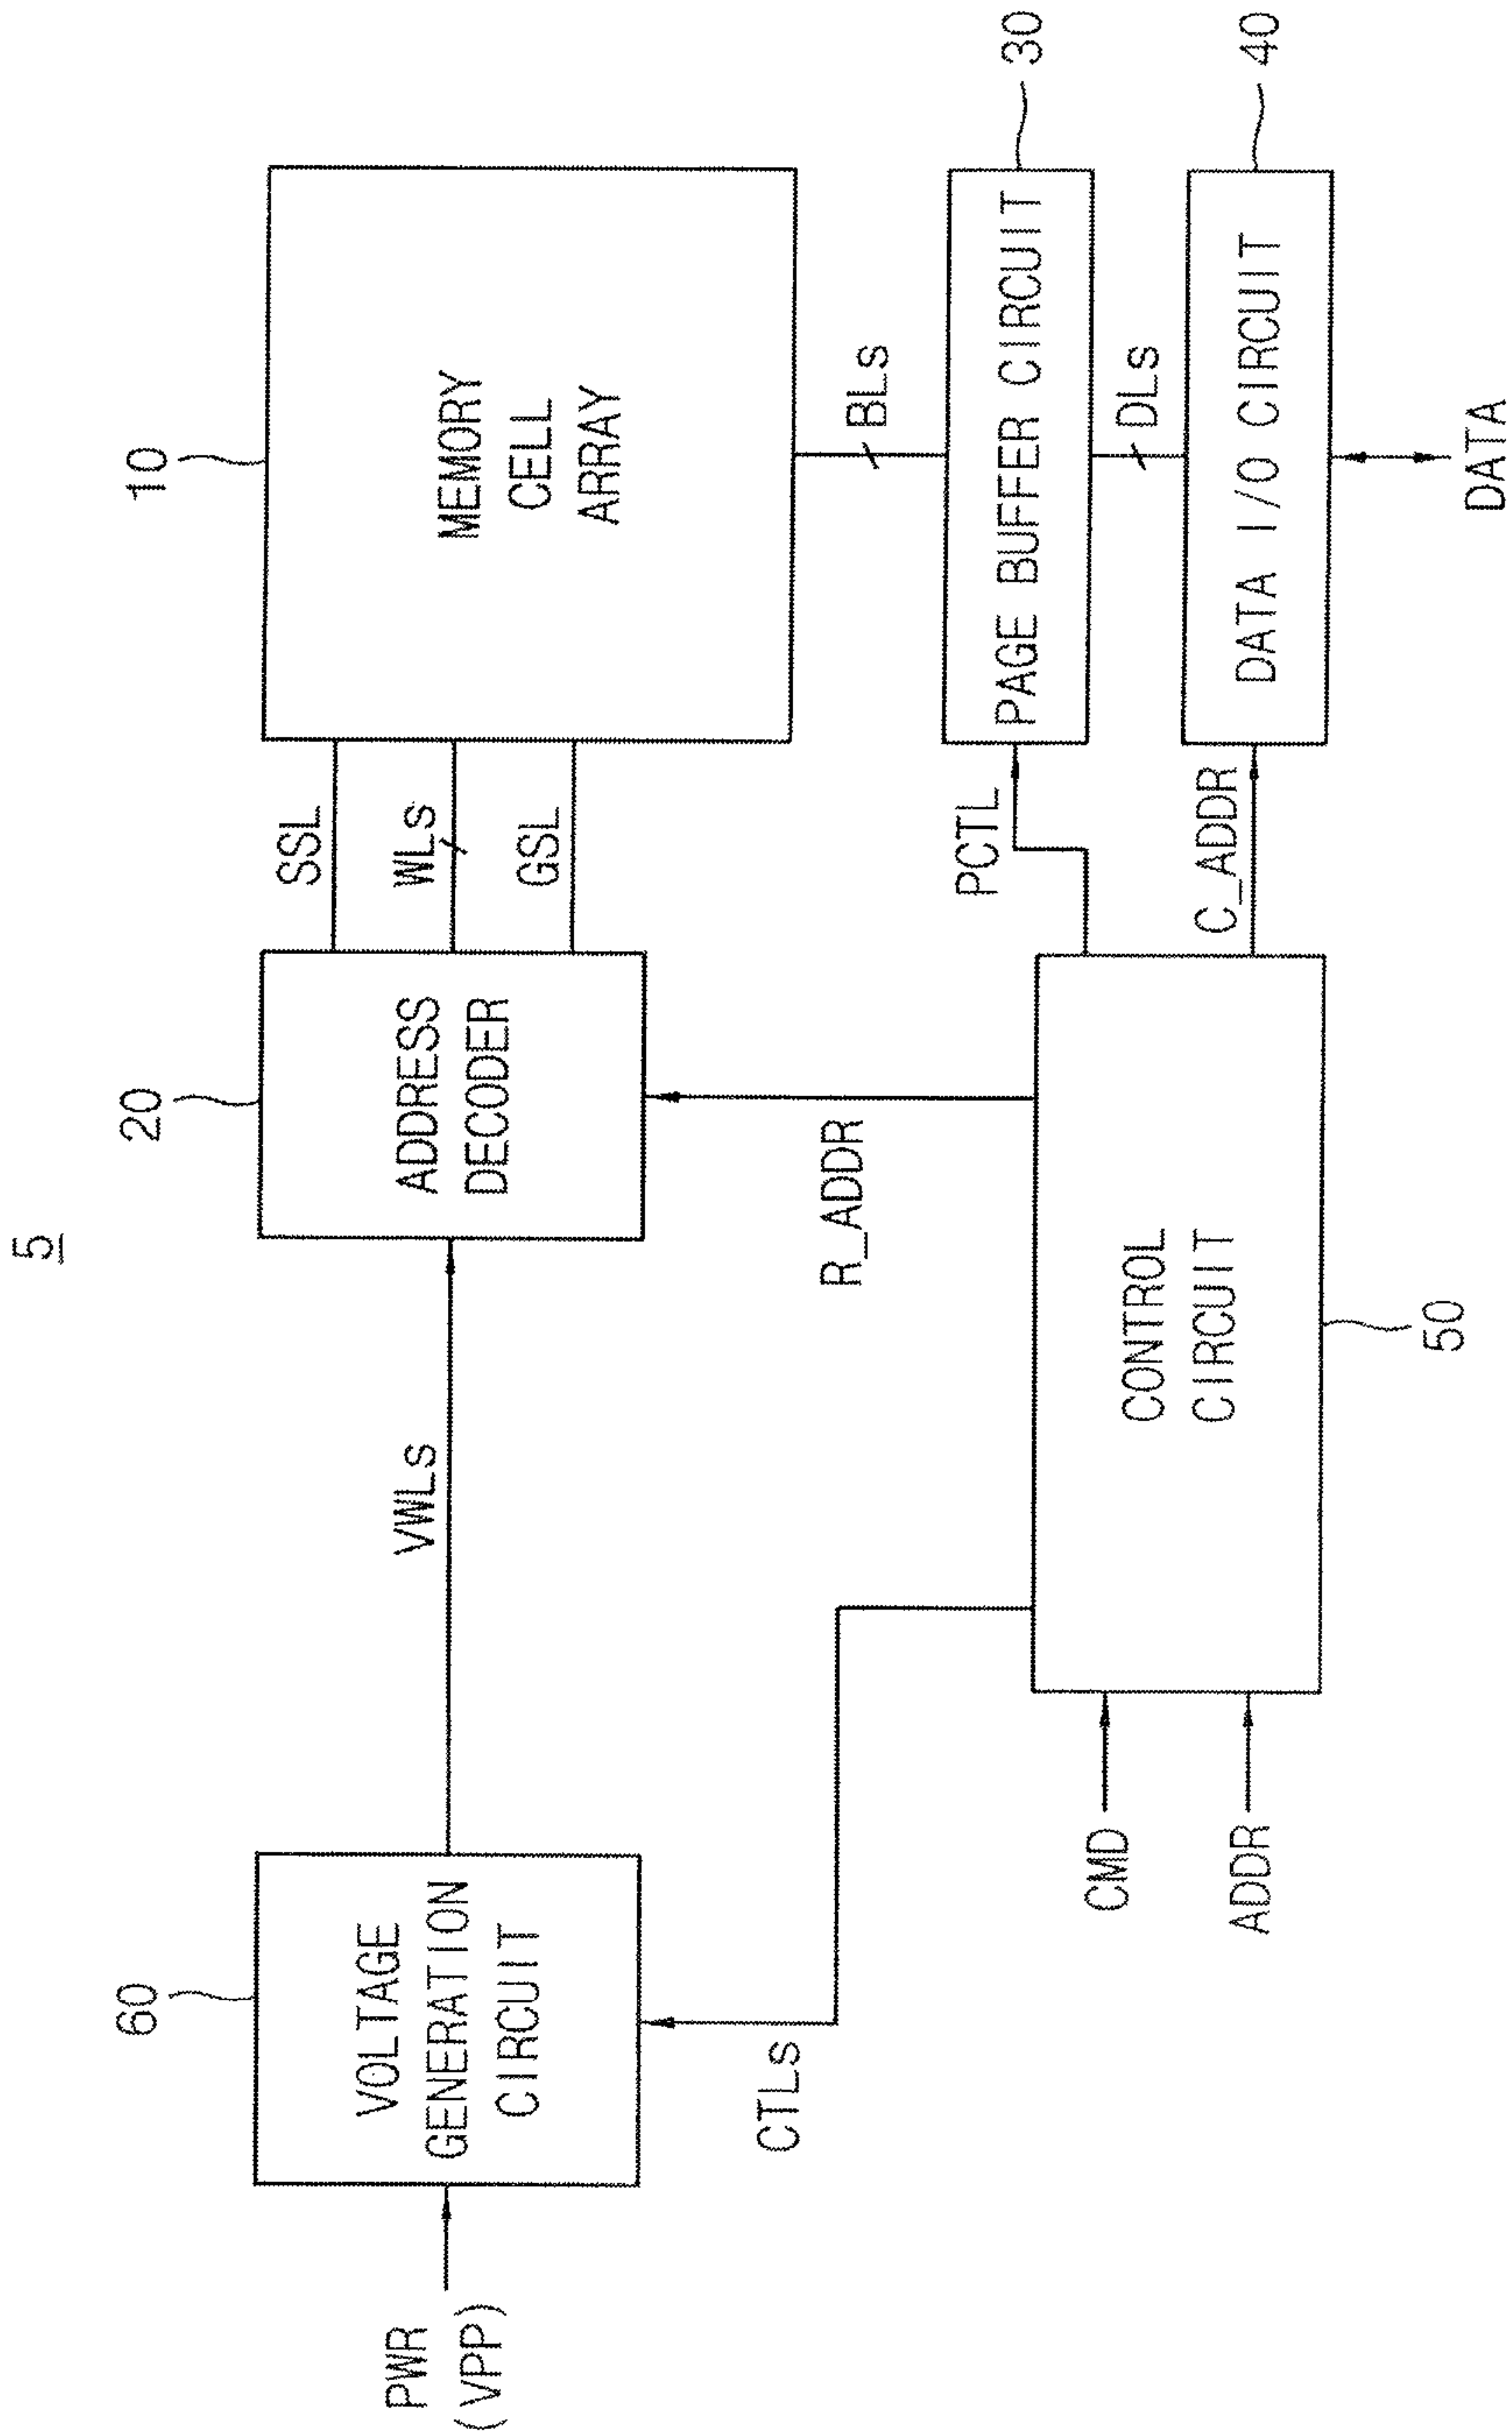 5
60
20
10
PWR
(VPP)
VOLTAGE
GENERATION
CIRCUIT
VWLs
ADDRESS
DECODER
SSL
WLs
GSL
MEMORY
CELL
ARRAY
CTLs
R_ADDR
BLs
CMD
ADDR
CONTROL
CIRCUIT
50
PCTL
C_ADDR
PAGE BUFFER CIRCUIT
30
DLs
DATA I/O CIRCUIT
40
DATA